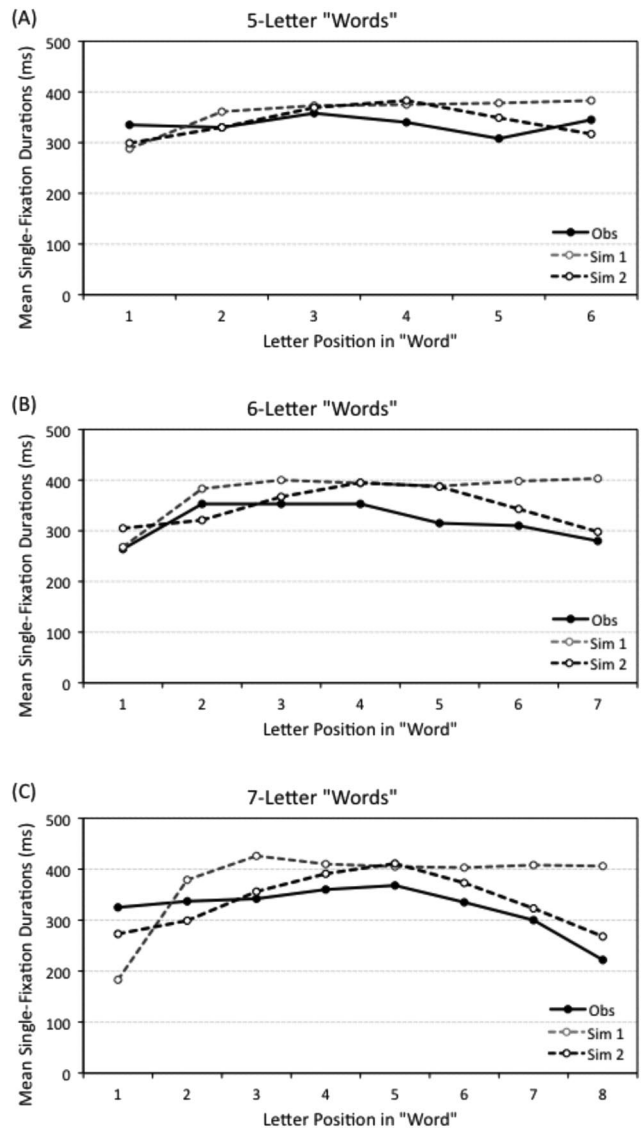 (A)
5-Letter "Words"
Mean Single-Fixation Durations (ms)
500
400
300
200
100
0
Obs
Sim 1
Sim 2
1 2 3 4 5 6
Letter Position in "Word"
(B)
6-Letter "Words"
Mean Single-Fixation Durations (ms)
500
400
300
200
100
0
Obs
Sim 1
Sim 2
1 2 3 4 5 6 7
Letter Position in "Word"
(C)
7-Letter "Words"
Mean Single-Fixation Durations (ms)
500
400
300
200
100
0
Obs
Sim 1
Sim 2
1 2 3 4 5 6 7 8
Letter Position in "Word"